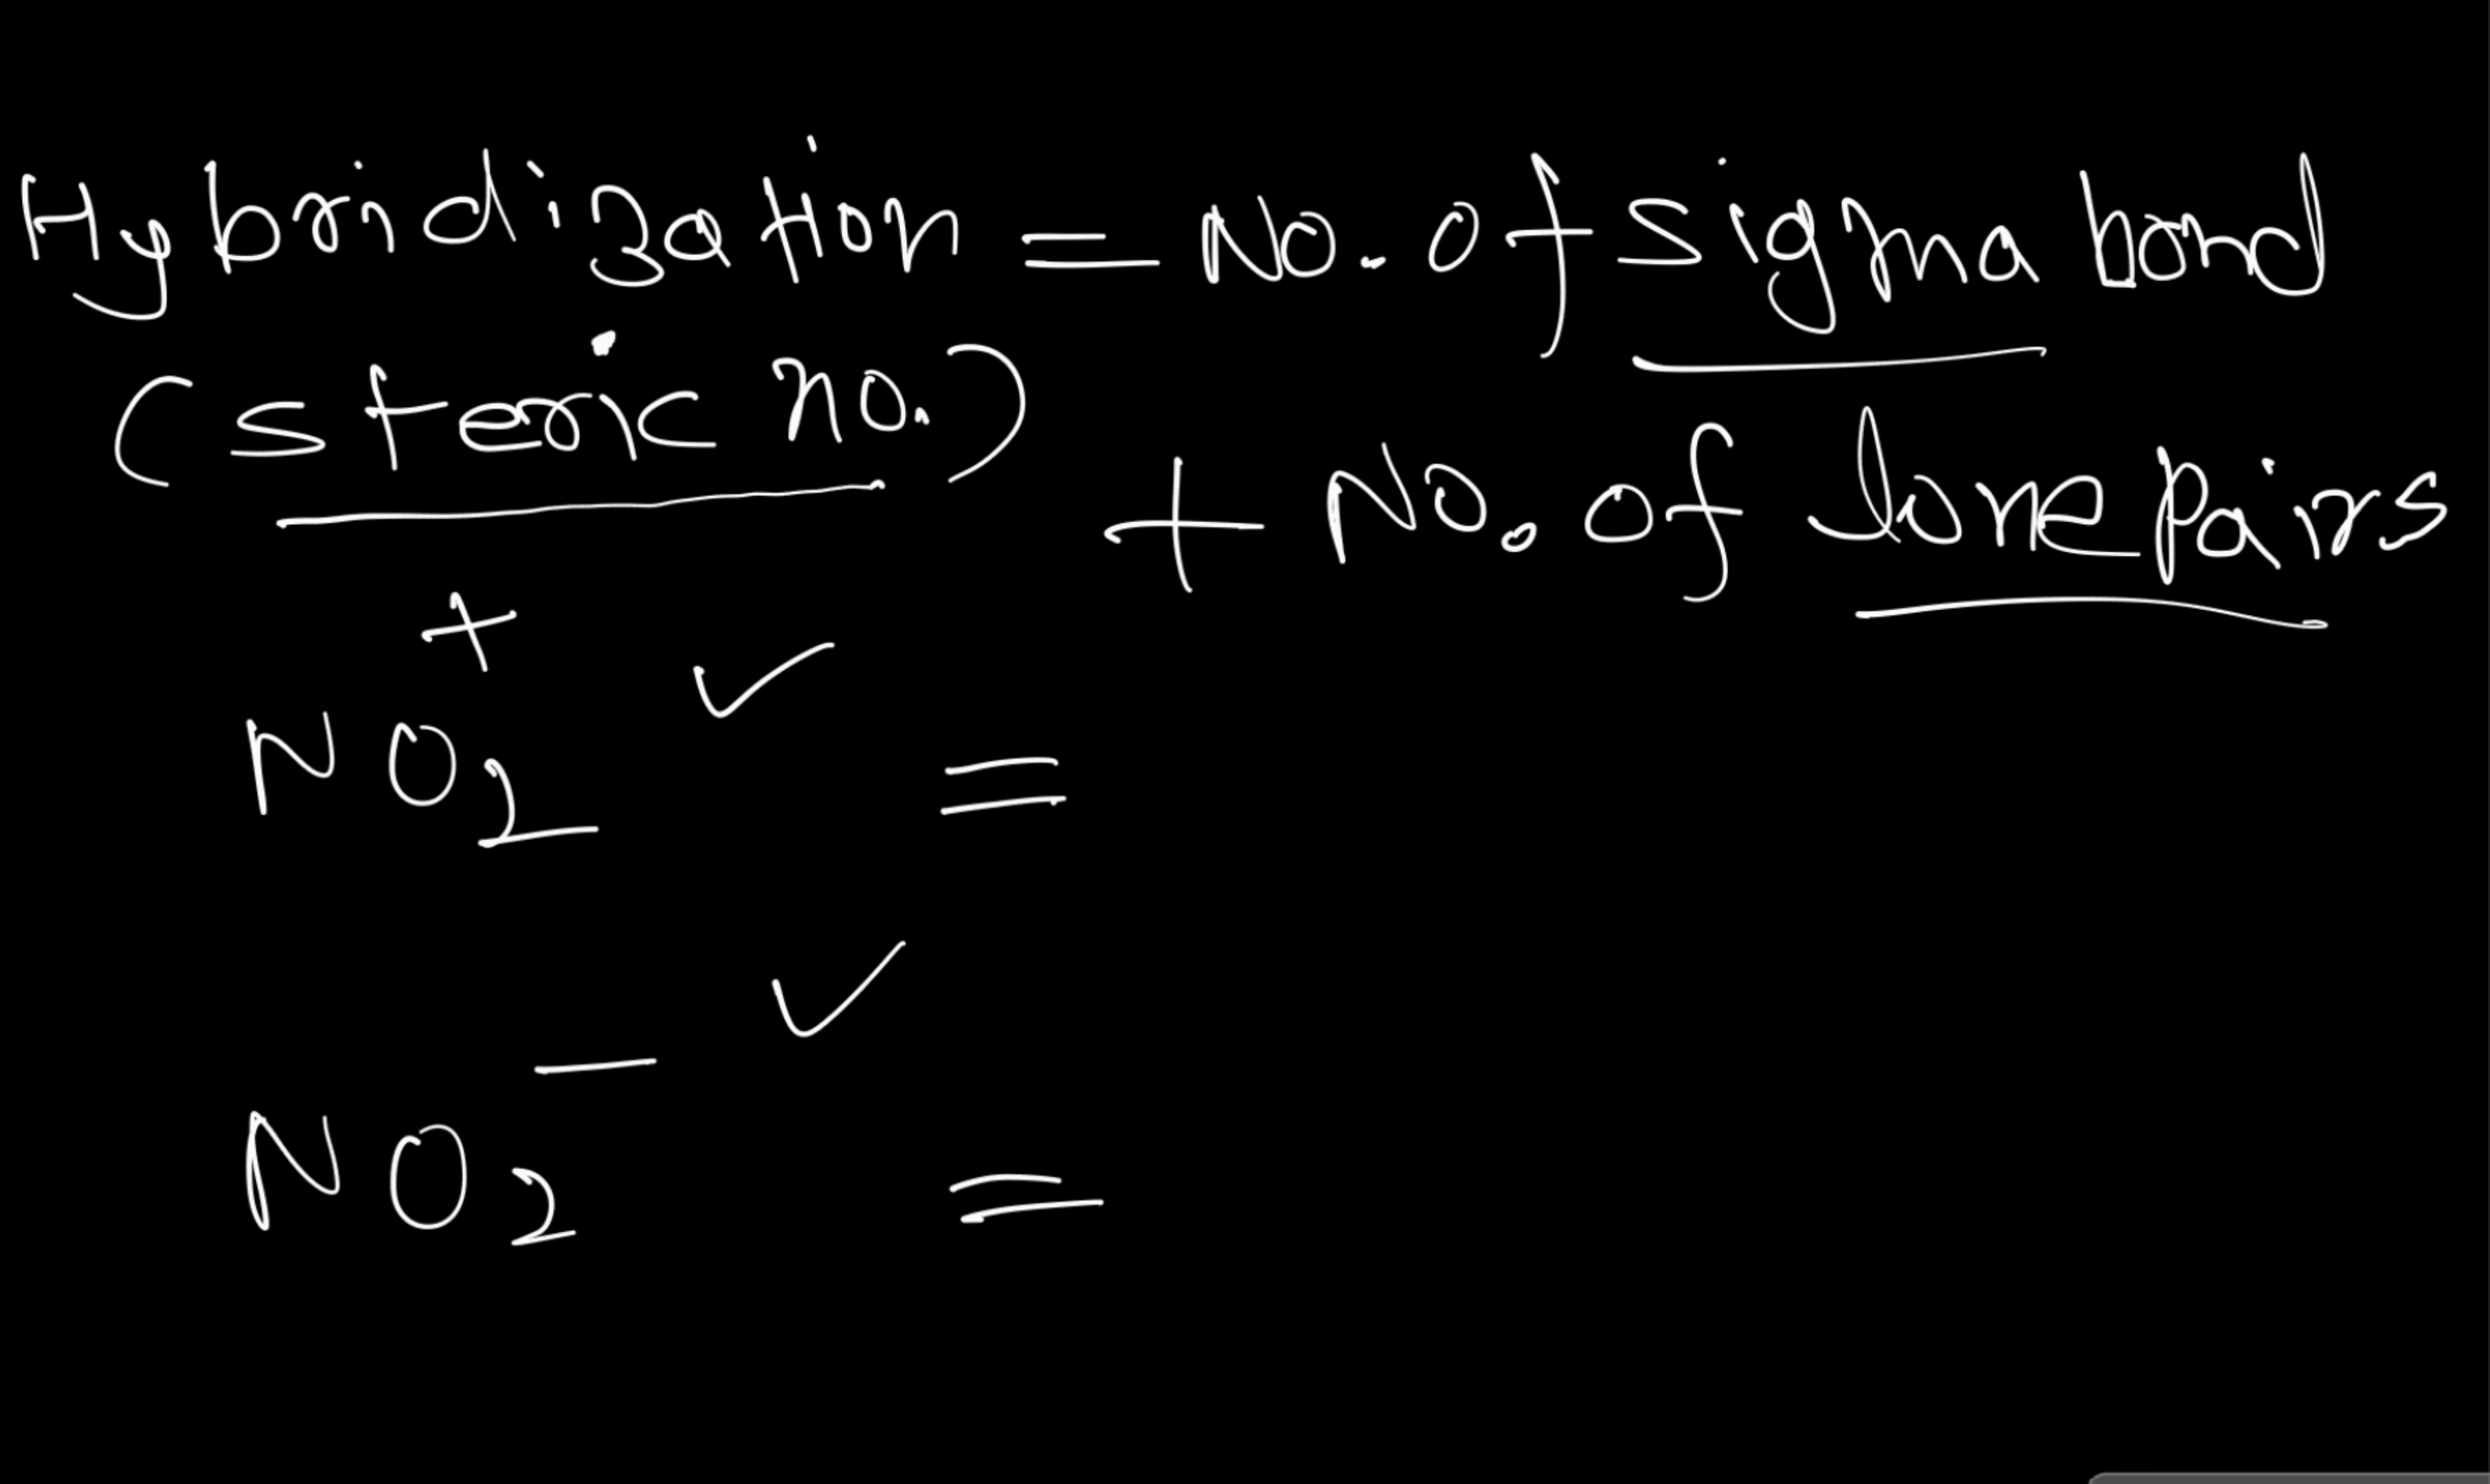 Hybridization = No. of sigma bond
(steric no.) + No. of lone pairs
NO₂⁺ ✓ =
NO₂⁻ ✓ =